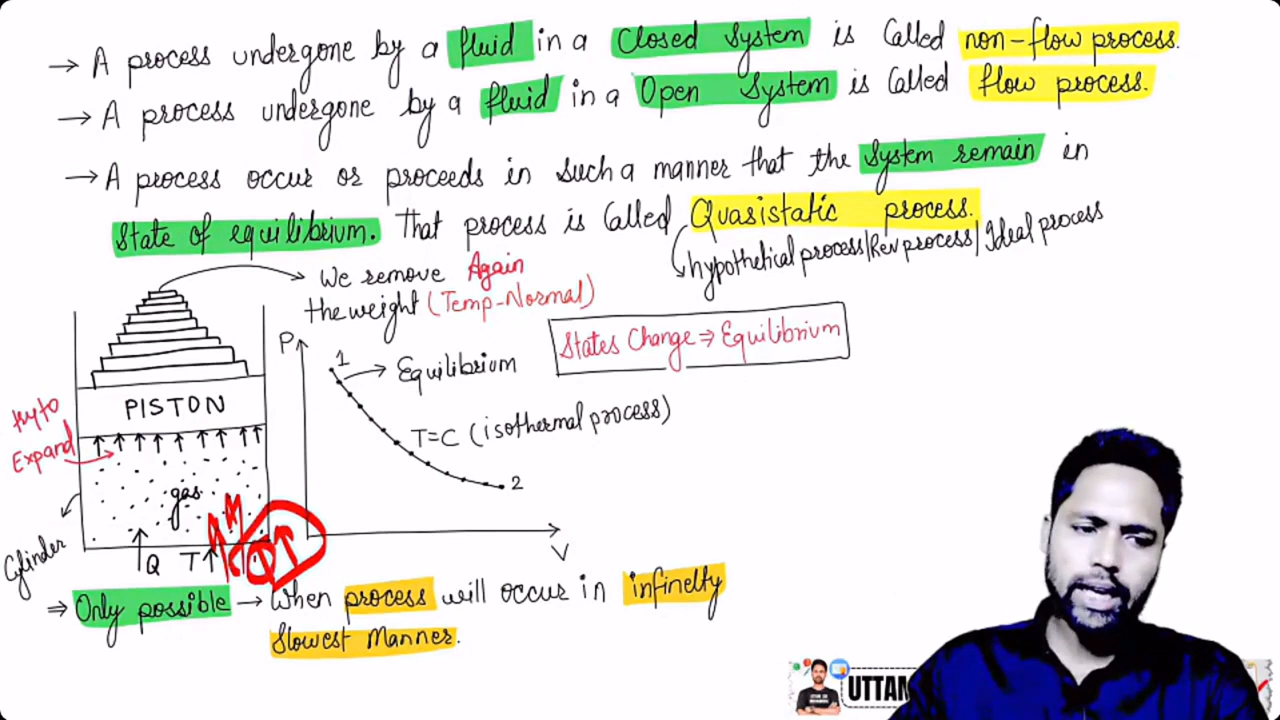 → A process undergone by a fluid in a Closed System is Called non-flow process.
→ A process undergone by a fluid in a Open System is Called flow process.
→ A process occur or proceeds in such a manner that the System remain in
State of equilibrium. That process is Called Quasistatic process.
hypothetical process/Rev process/Ideal process
We remove Again
the weight (Temp-Normal)
States Change ⇒ Equilibrium
P
1
Equilibrium
T=C (isothermal process)
2
V
PISTON
try to
Expand
gas
Cylinder
Q T
⇒ Only possible → When process will occur in infinetly
Slowest Manner.
UTTAM